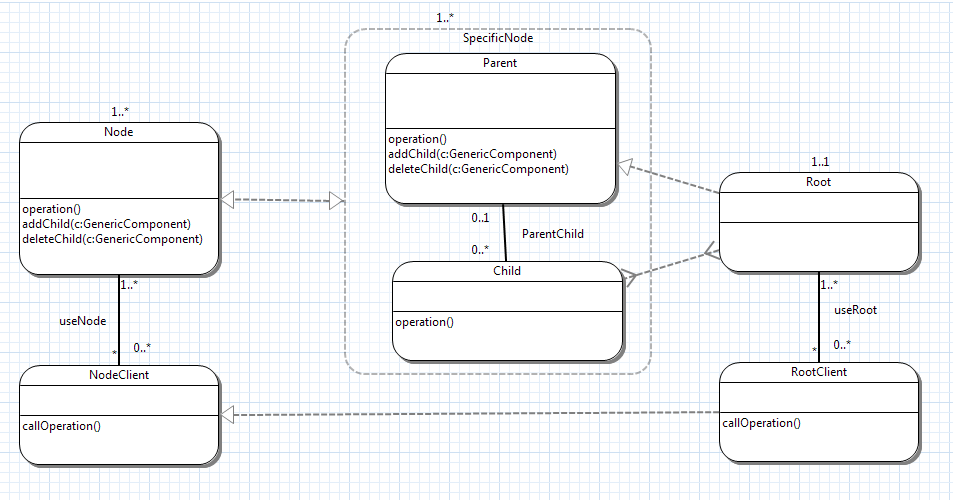 1..*
SpecificNode
Parent
operation()
addChild(c:GenericComponent)
deleteChild(c:GenericComponent)
1..*
Node
operation()
addChild(c:GenericComponent)
deleteChild(c:GenericComponent)
1..1
Root
0..1
ParentChild
0..*
Child
operation()
1..*
useNode
* 0..*
NodeClient
callOperation()
1..*
useRoot
* 0..*
RootClient
callOperation()